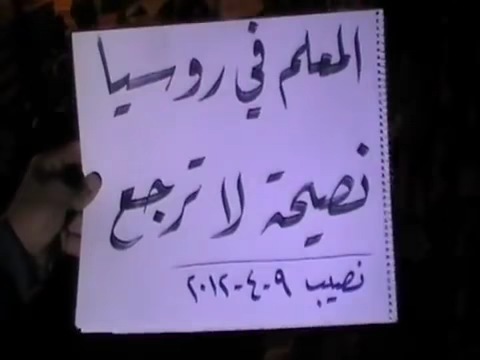 المعلم في روسيا
نصيحة لا ترجع
نصيب ٩-٤-٢٠١٢